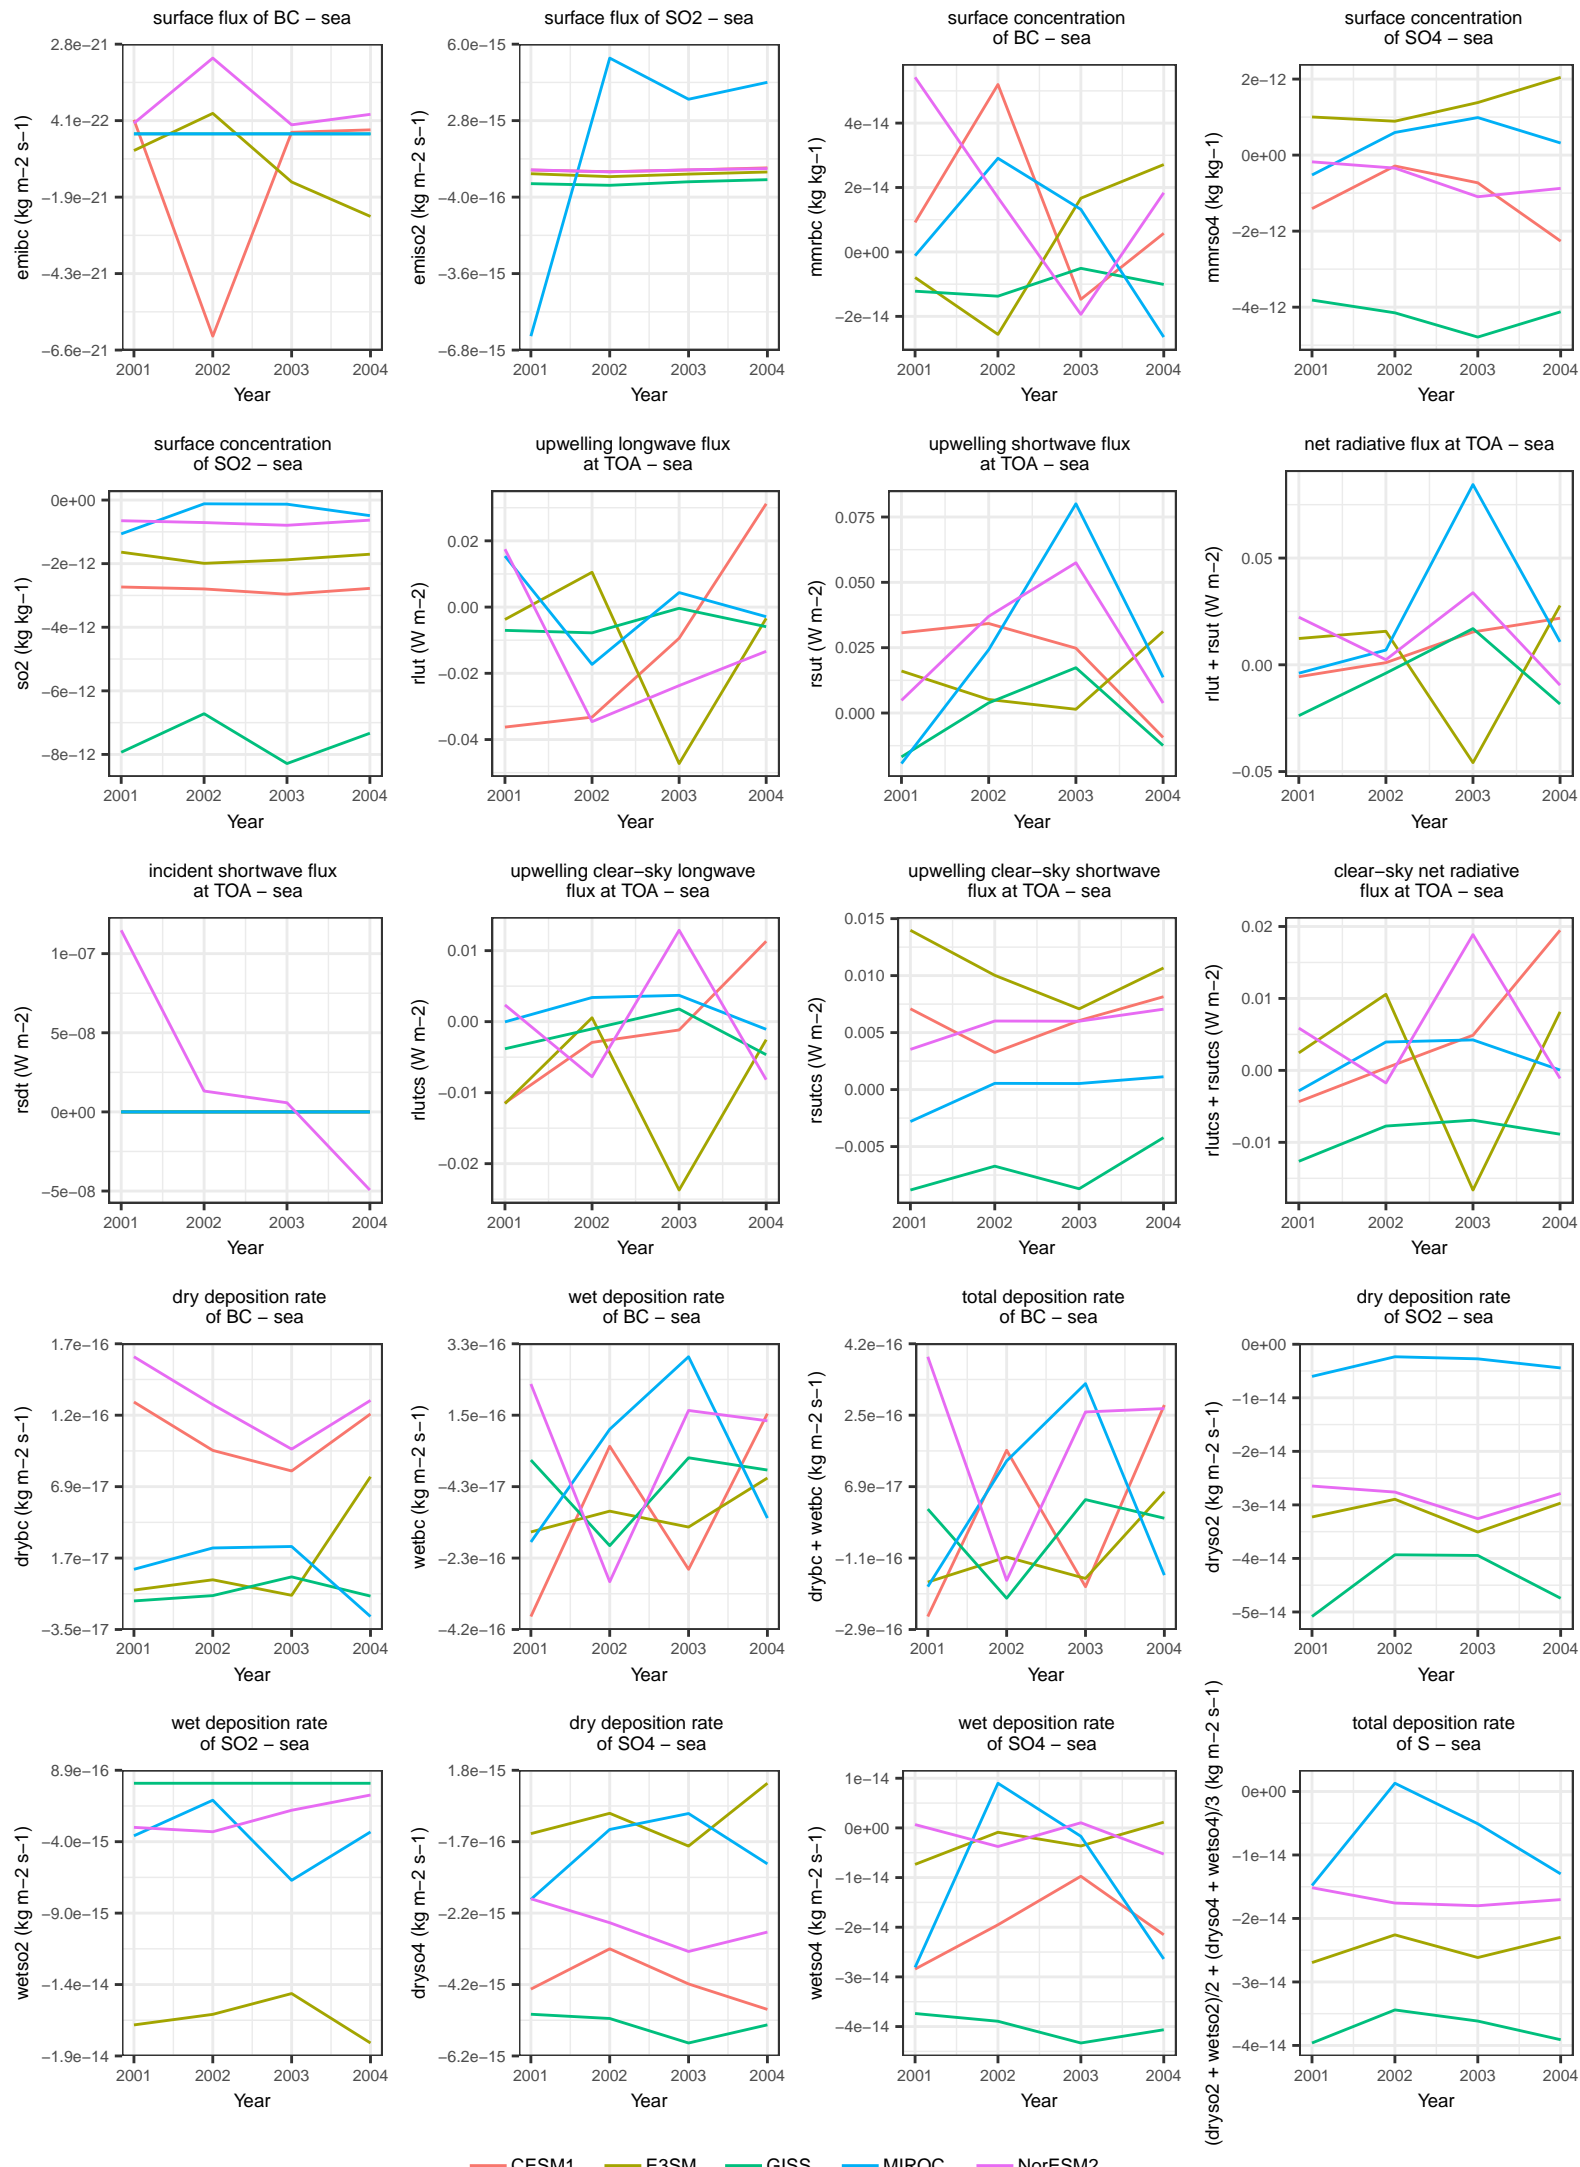 surface flux of BC − sea
2.8e−21
4.1e−22
−1.9e−21
−4.3e−21
−6.6e−21
emibc (kg m−2 s−1)
2001 2002 2003 2004
Year
surface flux of SO2 − sea
6.0e−15
2.8e−15
−4.0e−16
−3.6e−15
−6.8e−15
emiso2 (kg m−2 s−1)
2001 2002 2003 2004
Year
surface concentration
of BC − sea
4e−14
2e−14
0e+00
−2e−14
mmrbc (kg kg−1)
2001 2002 2003 2004
Year
surface concentration
of SO4 − sea
2e−12
0e+00
−2e−12
−4e−12
mmrso4 (kg kg−1)
2001 2002 2003 2004
Year
surface concentration
of SO2 − sea
0e+00
−2e−12
−4e−12
−6e−12
−8e−12
so2 (kg kg−1)
2001 2002 2003 2004
Year
upwelling longwave flux
at TOA − sea
0.02
0.00
−0.02
−0.04
rlut (W m−2)
2001 2002 2003 2004
Year
upwelling shortwave flux
at TOA − sea
0.075
0.050
0.025
0.000
rsut (W m−2)
2001 2002 2003 2004
Year
net radiative flux at TOA − sea
0.05
0.00
−0.05
rlut + rsut (W m−2)
2001 2002 2003 2004
Year
incident shortwave flux
at TOA − sea
1e−07
5e−08
0e+00
−5e−08
rsdt (W m−2)
2001 2002 2003 2004
Year
upwelling clear−sky longwave
flux at TOA − sea
0.01
0.00
−0.01
−0.02
rlutcs (W m−2)
2001 2002 2003 2004
Year
upwelling clear−sky shortwave
flux at TOA − sea
0.015
0.010
0.005
0.000
−0.005
rsutcs (W m−2)
2001 2002 2003 2004
Year
clear−sky net radiative
flux at TOA − sea
0.02
0.01
0.00
−0.01
rlutcs + rsutcs (W m−2)
2001 2002 2003 2004
Year
dry deposition rate
of BC − sea
1.7e−16
1.2e−16
6.9e−17
1.7e−17
−3.5e−17
drybc (kg m−2 s−1)
2001 2002 2003 2004
Year
wet deposition rate
of BC − sea
3.3e−16
1.5e−16
−4.3e−17
−2.3e−16
−4.2e−16
wetbc (kg m−2 s−1)
2001 2002 2003 2004
Year
total deposition rate
of BC − sea
4.2e−16
2.5e−16
6.9e−17
−1.1e−16
−2.9e−16
drybc + wetbc (kg m−2 s−1)
2001 2002 2003 2004
Year
dry deposition rate
of SO2 − sea
0e+00
−1e−14
−2e−14
−3e−14
−4e−14
−5e−14
dryso2 (kg m−2 s−1)
2001 2002 2003 2004
Year
wet deposition rate
of SO2 − sea
8.9e−16
−4.0e−15
−9.0e−15
−1.4e−14
−1.9e−14
wetso2 (kg m−2 s−1)
2001 2002 2003 2004
Year
dry deposition rate
of SO4 − sea
1.8e−15
−1.7e−16
−2.2e−15
−4.2e−15
−6.2e−15
dryso4 (kg m−2 s−1)
2001 2002 2003 2004
Year
wet deposition rate
of SO4 − sea
1e−14
0e+00
−1e−14
−2e−14
−3e−14
−4e−14
wetso4 (kg m−2 s−1)
2001 2002 2003 2004
Year
total deposition rate
of S − sea
0e+00
−1e−14
−2e−14
−3e−14
−4e−14
(dryso2 + wetso2)/2 + (dryso4 + wetso4)/3 (kg m−2 s−1)
2001 2002 2003 2004
Year
CESM1 E3SM GISS MIROC NorESM2